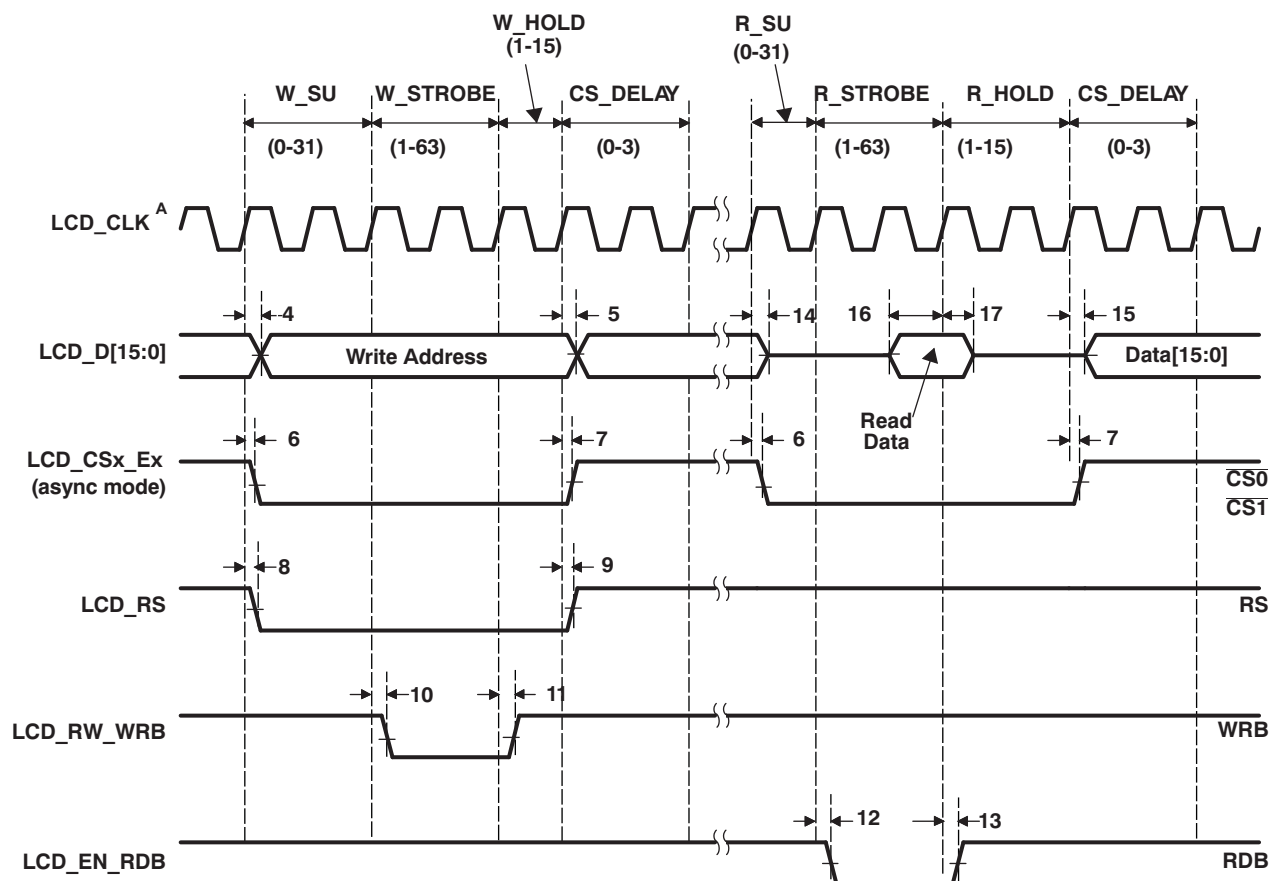 W_HOLD
(1-15)
R_SU
(0-31)
W_SU
W_STROBE
CS_DELAY
R_STROBE
R_HOLD
CS_DELAY
(0-31)
(1-63)
(0-3)
(1-63)
(1-15)
(0-3)
LCD_CLK A
4
5
14
16
17
15
LCD_D[15:0]
Write Address
Data[15:0]
Read
Data
6
7
6
7
LCD_CSx_Ex
(async mode)
CS0
CS1
8
9
LCD_RS
RS
10
11
LCD_RW_WRB
WRB
12
13
LCD_EN_RDB
RDB